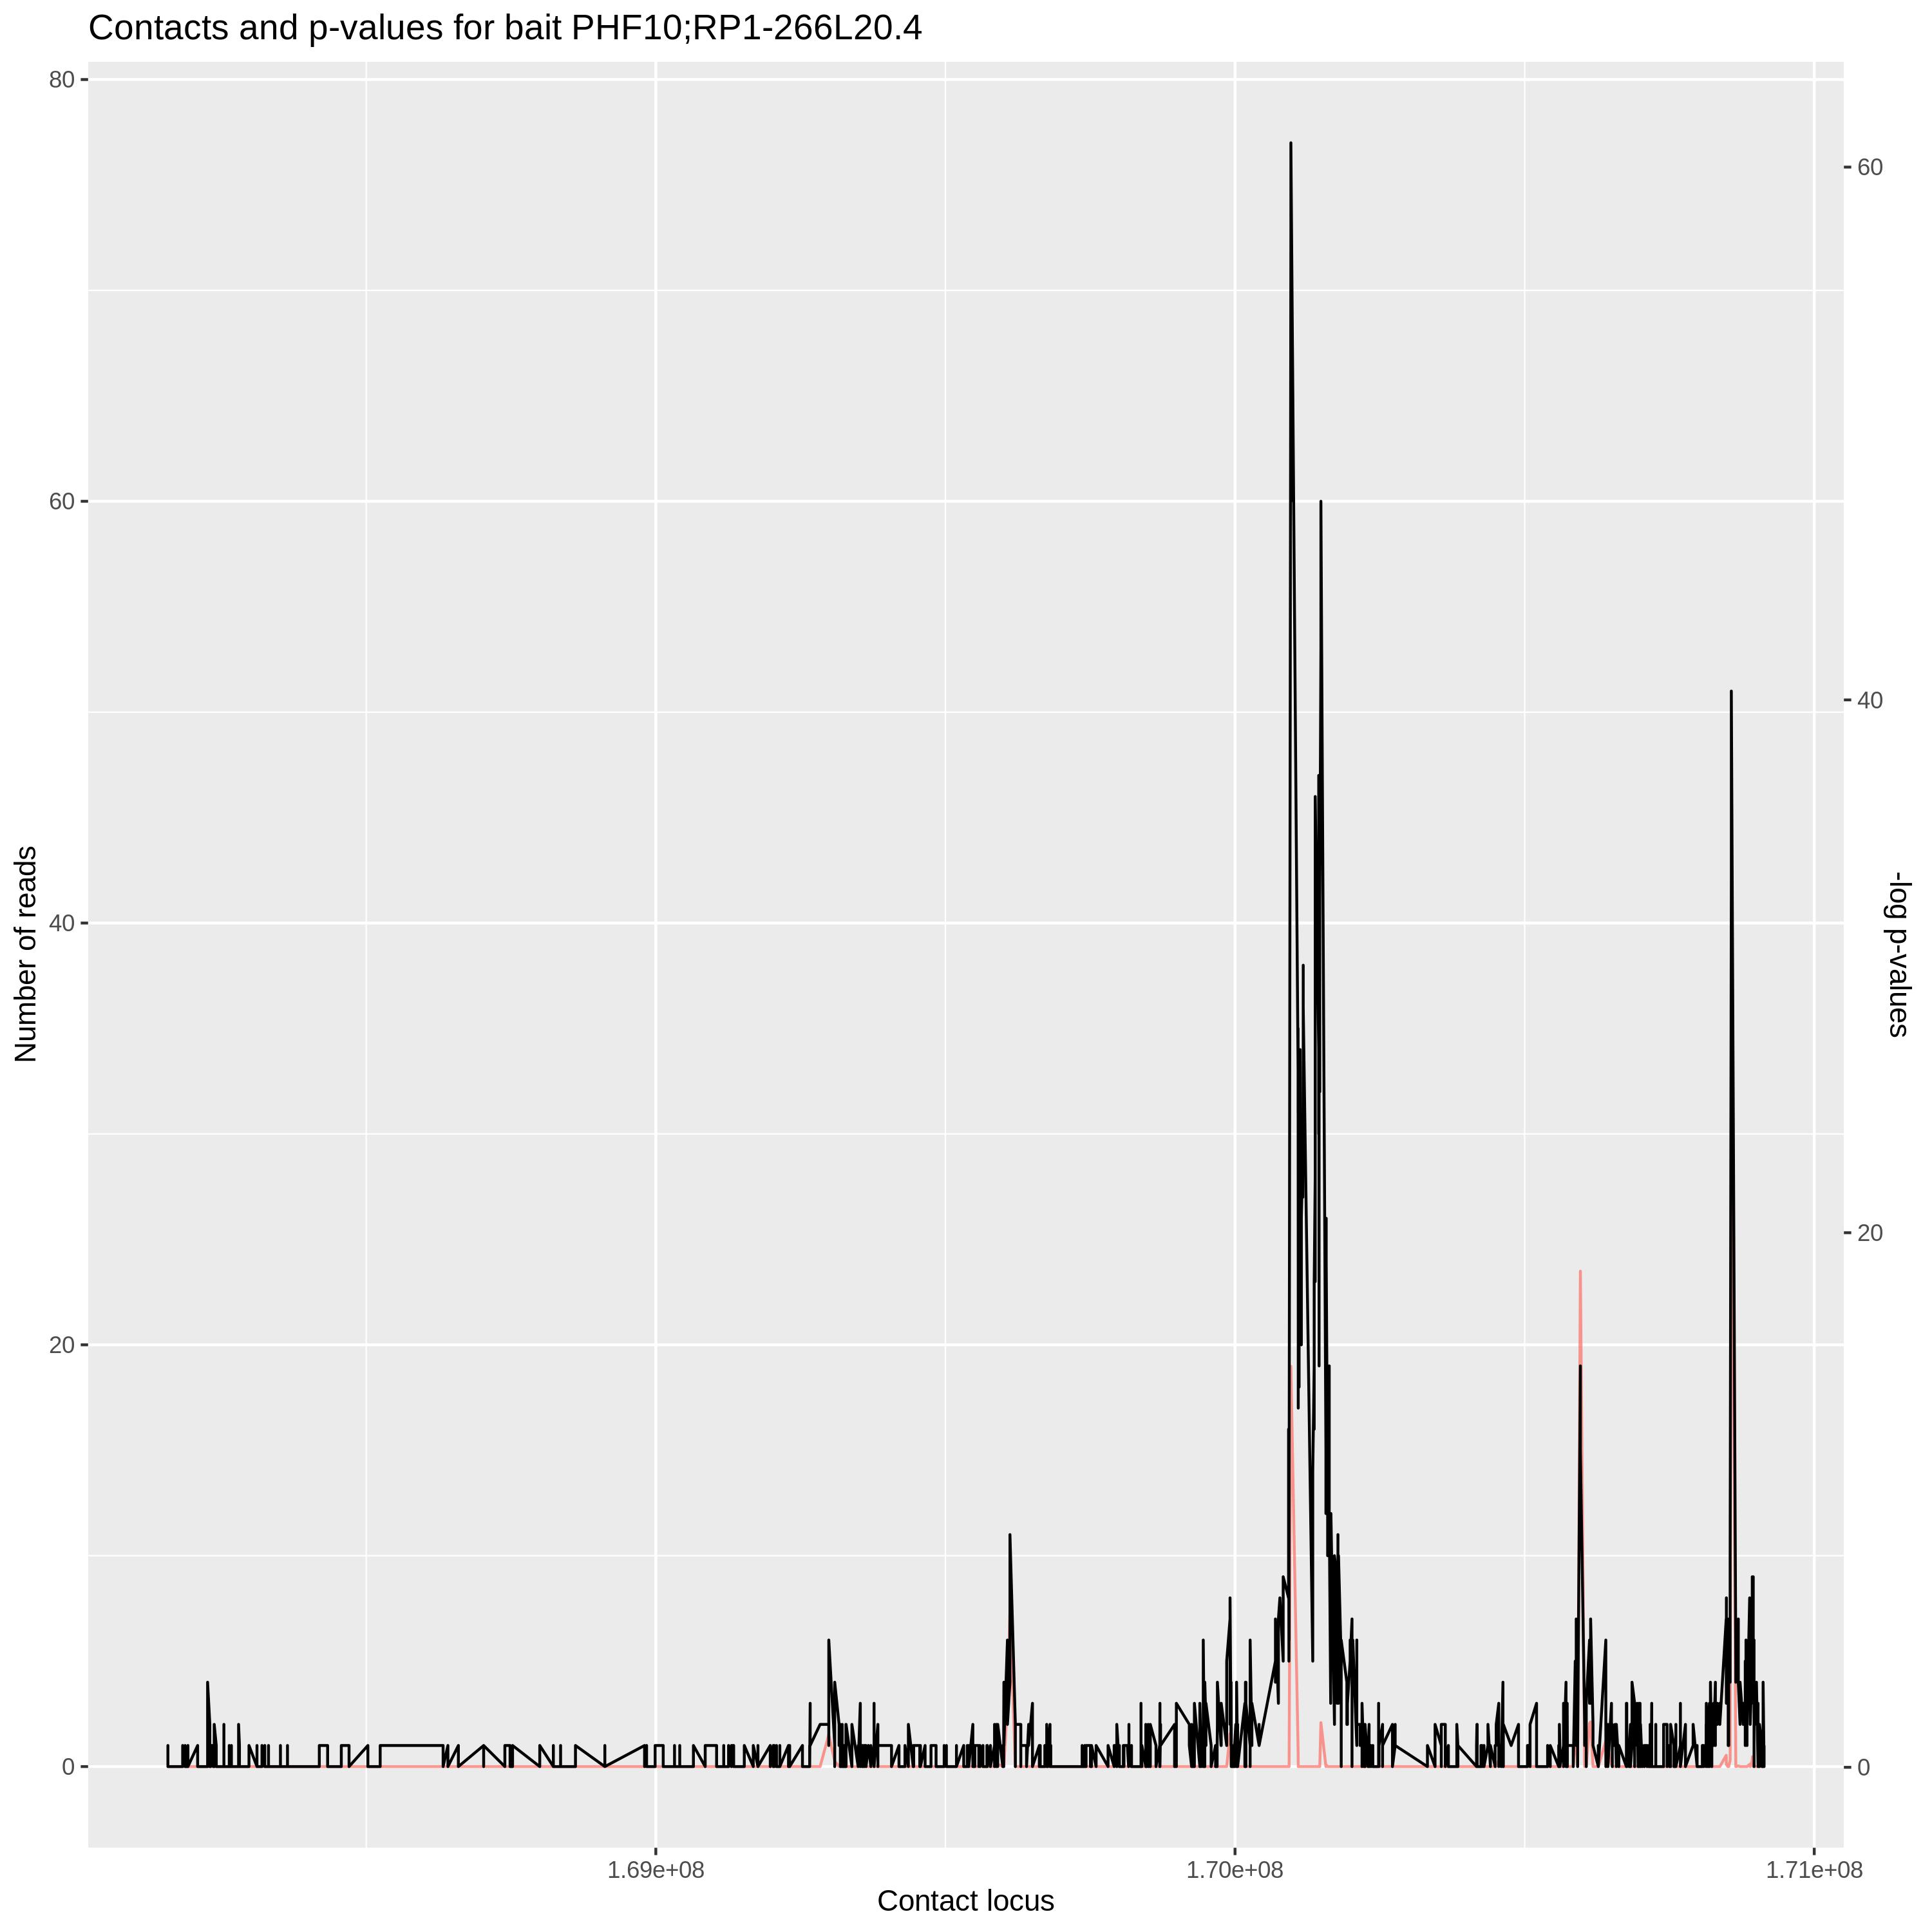 Contacts and p-values for bait PHF10;RP1-266L20.4
80
60
40
20
0
60
40
20
0
Number of reads
-log p-values
1.69e+08
1.70e+08
1.71e+08
Contact locus